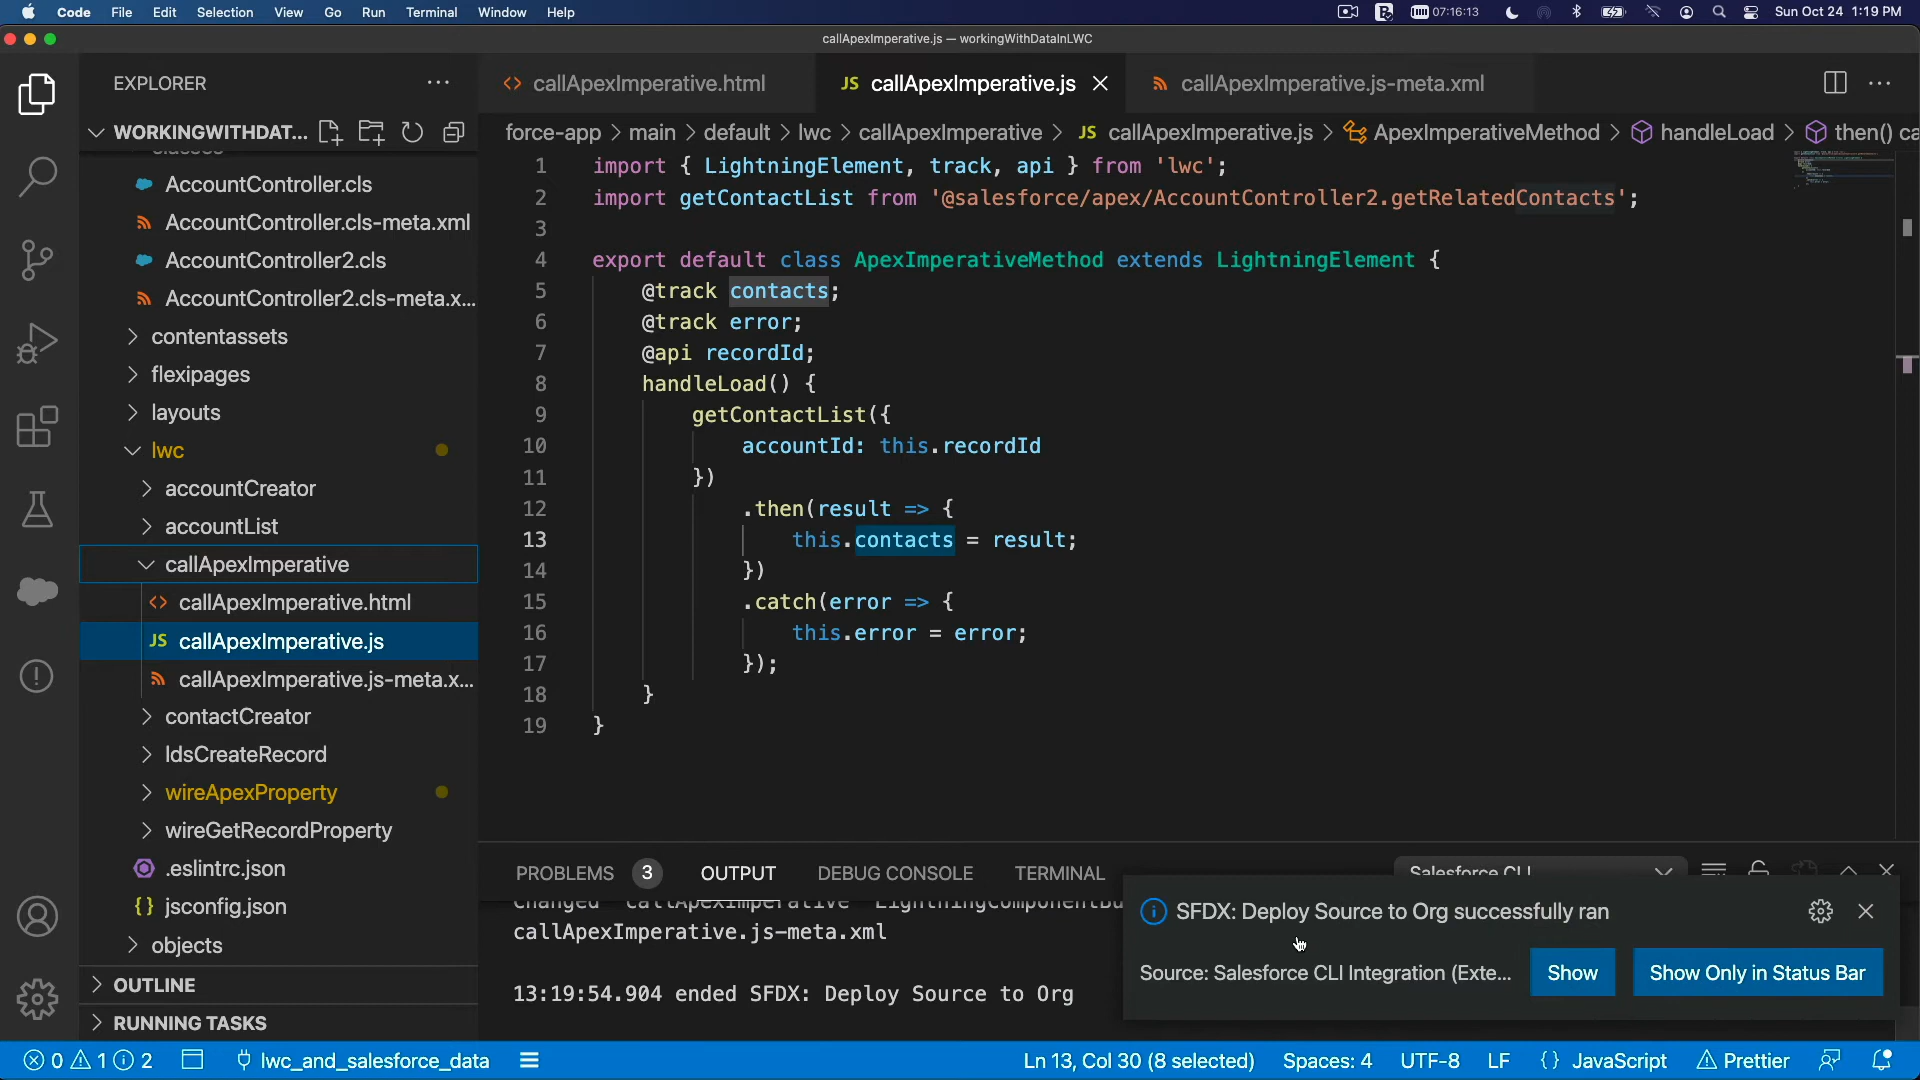 Code File Edit Selection View Go Run Terminal Window Help 07:16:13 Sun Oct 24 1:19 PM
callApexImperative.js — workingWithDataInLWC
EXPLORER
WORKINGWITHDAT...
classes
AccountController.cls
AccountController.cls-meta.xml
AccountController2.cls
AccountController2.cls-meta.x...
contentassets
flexipages
layouts
lwc
accountCreator
accountList
callApexImperative
callApexImperative.html
callApexImperative.js
callApexImperative.js-meta.x...
contactCreator
ldsCreateRecord
wireApexProperty
wireGetRecordProperty
.eslintrc.json
jsconfig.json
objects
OUTLINE
RUNNING TASKS
callApexImperative.html JS callApexImperative.js callApexImperative.js-meta.xml
force-app > main > default > lwc > callApexImperative > JS callApexImperative.js > ApexImperativeMethod > handleLoad > then() ca
1 import { LightningElement, track, api } from 'lwc';
2 import getContactList from '@salesforce/apex/AccountController2.getRelatedContacts';
3
4 export default class ApexImperativeMethod extends LightningElement {
5 @track contacts;
6 @track error;
7 @api recordId;
8 handleLoad() {
9 getContactList({
10 accountId: this.recordId
11 })
12 .then(result => {
13 this.contacts = result;
14 })
15 .catch(error => {
16 this.error = error;
17 });
18 }
19 }
PROBLEMS 3 OUTPUT DEBUG CONSOLE TERMINAL Salesforce CLI
Changed callApexImperative LightningComponentBu
callApexImperative.js-meta.xml
13:19:54.904 ended SFDX: Deploy Source to Org
SFDX: Deploy Source to Org successfully ran
Source: Salesforce CLI Integration (Exte... Show Show Only in Status Bar
0 1 2 lwc_and_salesforce_data Ln 13, Col 30 (8 selected) Spaces: 4 UTF-8 LF {} JavaScript Prettier